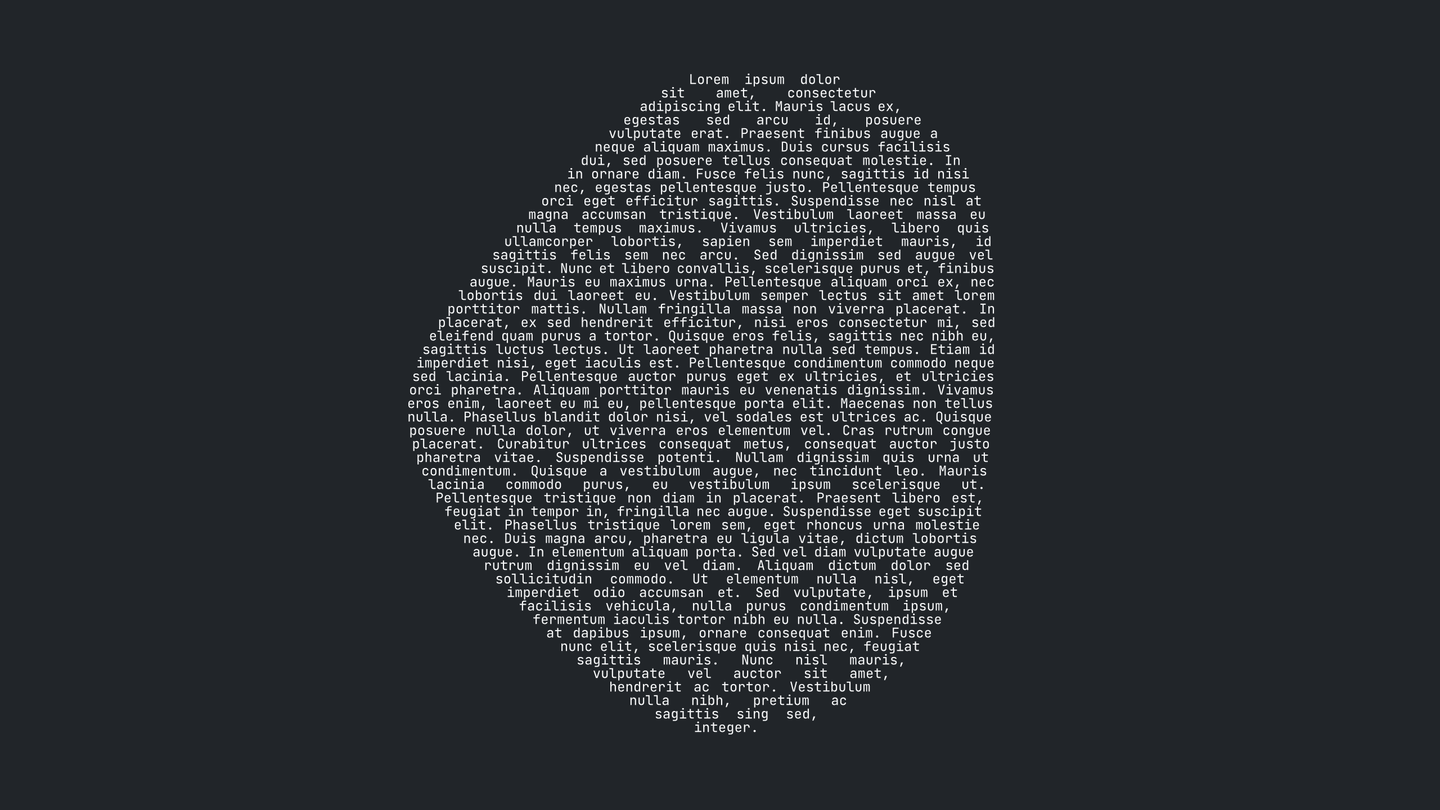 Lorem ipsum dolor
sit amet, consectetur
adipiscing elit. Mauris lacus ex,
egestas sed arcu id, posuere
vulputate erat. Praesent finibus augue a
neque aliquam maximus. Duis cursus facilisis
dui, sed posuere tellus consequat molestie. In
in ornare diam. Fusce felis nunc, sagittis id nisi
nec, egestas pellentesque justo. Pellentesque tempus
orci eget efficitur sagittis. Suspendisse nec nisl at
magna accumsan tristique. Vestibulum laoreet massa eu
nulla tempus maximus. Vivamus ultricies, libero quis
ullamcorper lobortis, sapien sem imperdiet mauris, id
sagittis felis sem nec arcu. Sed dignissim sed augue vel
suscipit. Nunc et libero convallis, scelerisque purus et, finibus
augue. Mauris eu maximus urna. Pellentesque aliquam orci ex, nec
lobortis dui laoreet eu. Vestibulum semper lectus sit amet lorem
porttitor mattis. Nullam fringilla massa non viverra placerat. In
placerat, ex sed hendrerit efficitur, nisi eros consectetur mi, sed
eleifend quam purus a tortor. Quisque eros felis, sagittis nec nibh eu,
sagittis luctus lectus. Ut laoreet pharetra nulla sed tempus. Etiam id
imperdiet nisi, eget iaculis est. Pellentesque condimentum commodo neque
sed lacinia. Pellentesque auctor purus eget ex ultricies, et ultricies
orci pharetra. Aliquam porttitor mauris eu venenatis dignissim. Vivamus
eros enim, laoreet eu mi eu, pellentesque porta elit. Maecenas non tellus
nulla. Phasellus blandit dolor nisi, vel sodales est ultrices ac. Quisque
posuere nulla dolor, ut viverra eros elementum vel. Cras rutrum congue
placerat. Curabitur ultrices consequat metus, consequat auctor justo
pharetra vitae. Suspendisse potenti. Nullam dignissim quis urna ut
condimentum. Quisque a vestibulum augue, nec tincidunt leo. Mauris
lacinia commodo purus, eu vestibulum ipsum scelerisque ut.
Pellentesque tristique non diam in placerat. Praesent libero est,
feugiat in tempor in, fringilla nec augue. Suspendisse eget suscipit
elit. Phasellus tristique lorem sem, eget rhoncus urna molestie
nec. Duis magna arcu, pharetra eu ligula vitae, dictum lobortis
augue. In elementum aliquam porta. Sed vel diam vulputate augue
rutrum dignissim eu vel diam. Aliquam dictum dolor sed
sollicitudin commodo. Ut elementum nulla nisl, eget
imperdiet odio accumsan et. Sed vulputate, ipsum et
facilisis vehicula, nulla purus condimentum ipsum,
fermentum iaculis tortor nibh eu nulla. Suspendisse
at dapibus ipsum, ornare consequat enim. Fusce
nunc elit, scelerisque quis nisi nec, feugiat
sagittis mauris. Nunc nisl mauris,
vulputate vel auctor sit amet,
hendrerit ac tortor. Vestibulum
nulla nibh, pretium ac
sagittis sing sed,
integer.